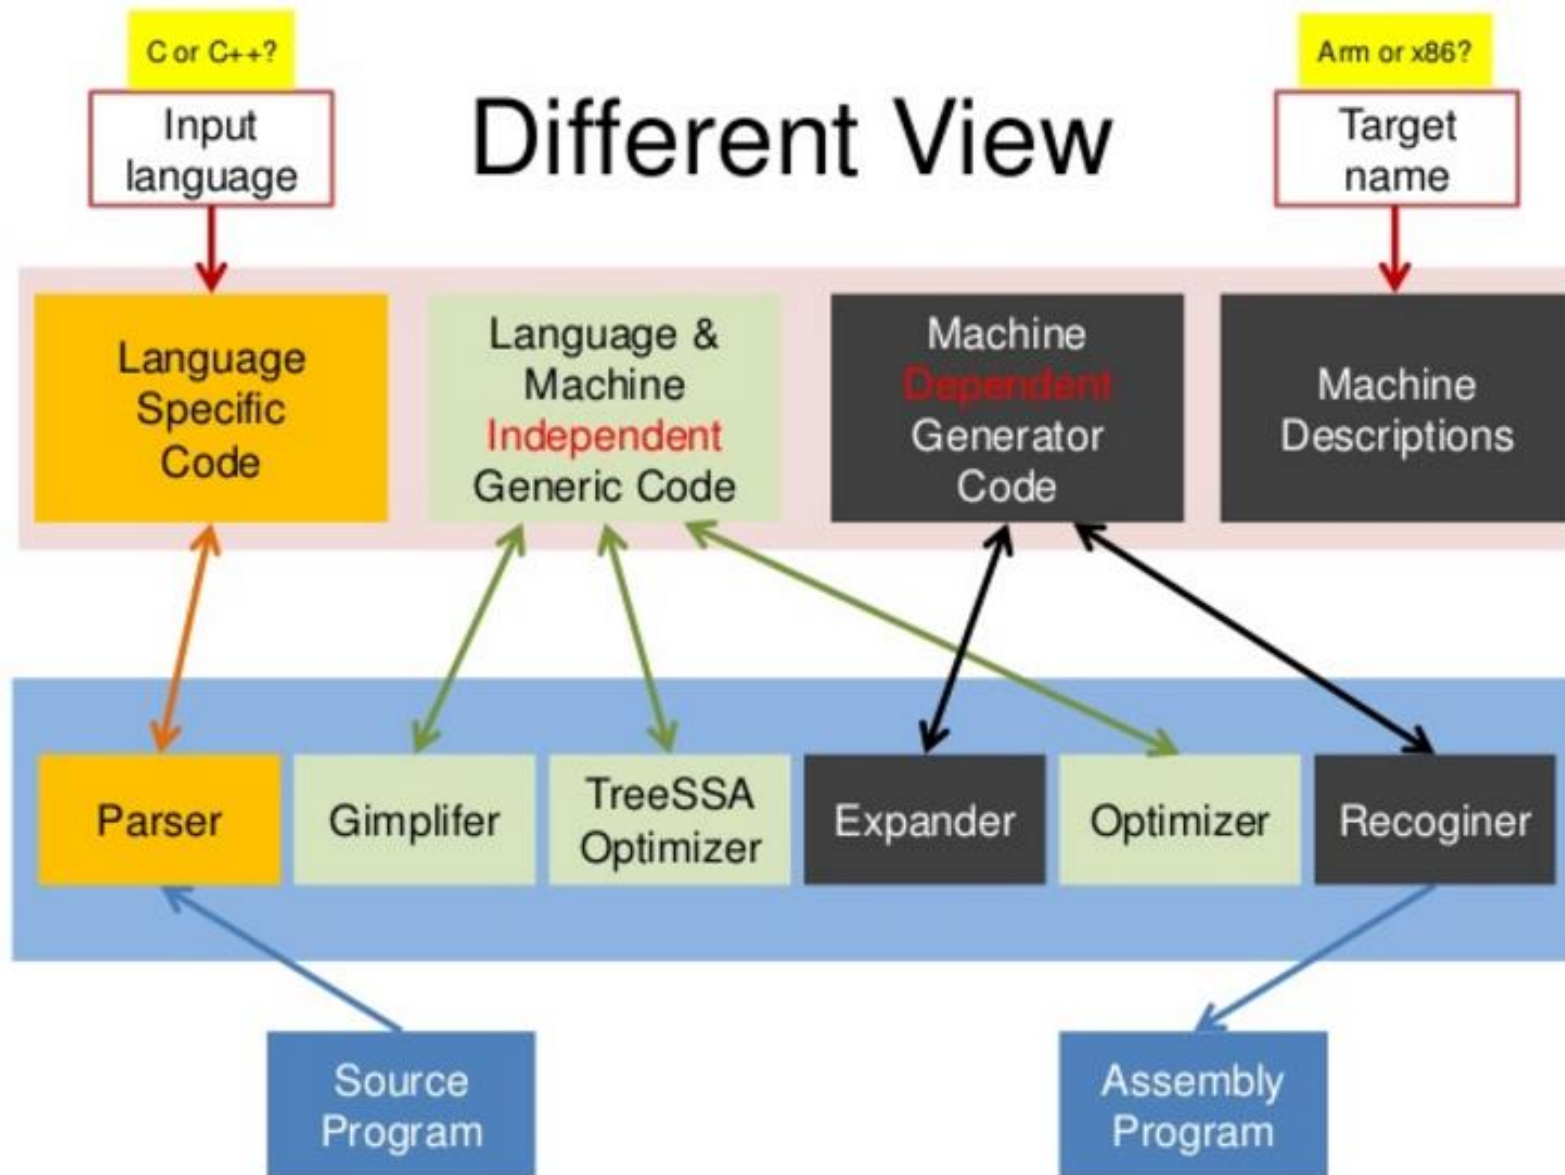 C or C++?
Arm or x86?
Input
language
Different View
Target
name
Language
Specific
Code
Language &
Machine
Independent
Generic Code
Machine
Dependent
Generator
Code
Machine
Descriptions
Parser
Gimplifer
TreeSSA
Optimizer
Expander
Optimizer
Recoginer
Source
Program
Assembly
Program